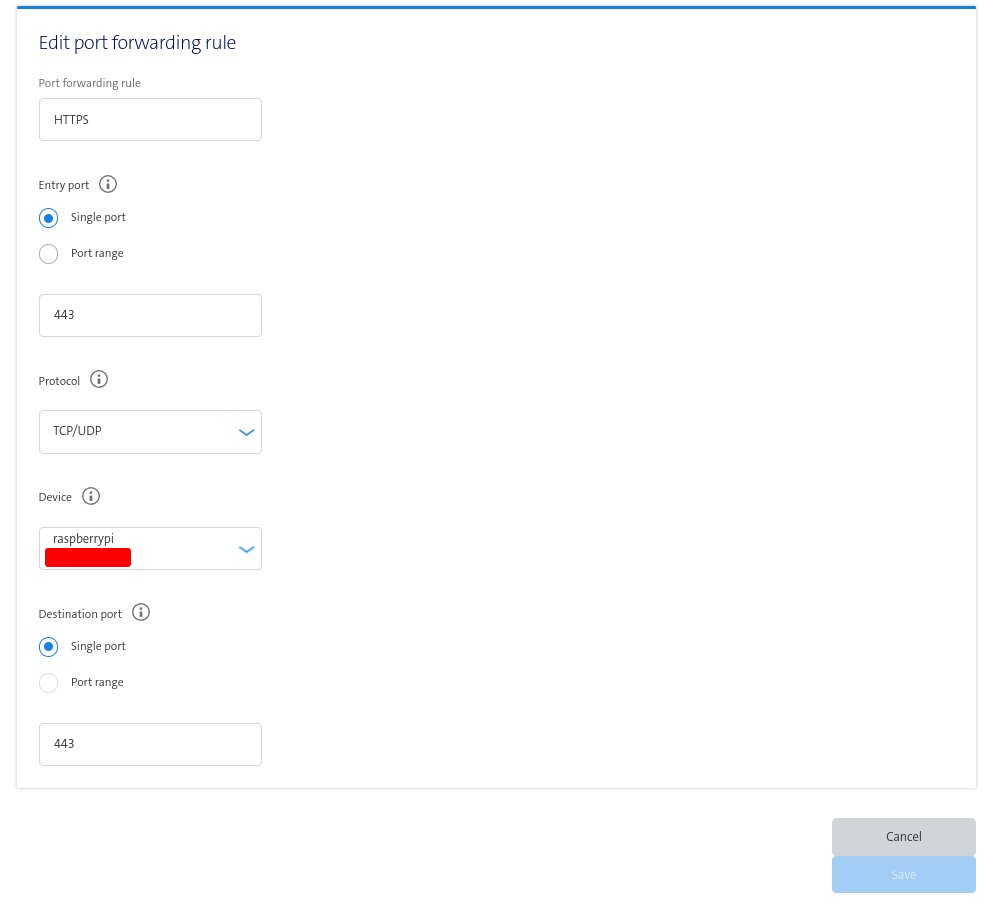 Edit port forwarding rule
Port forwarding rule
HTTPS
Entry port
Single port
Port range
443
Protocol
TCP/UDP
Device
raspberrypi
Destination port
Single port
Port range
443
Cancel
Save